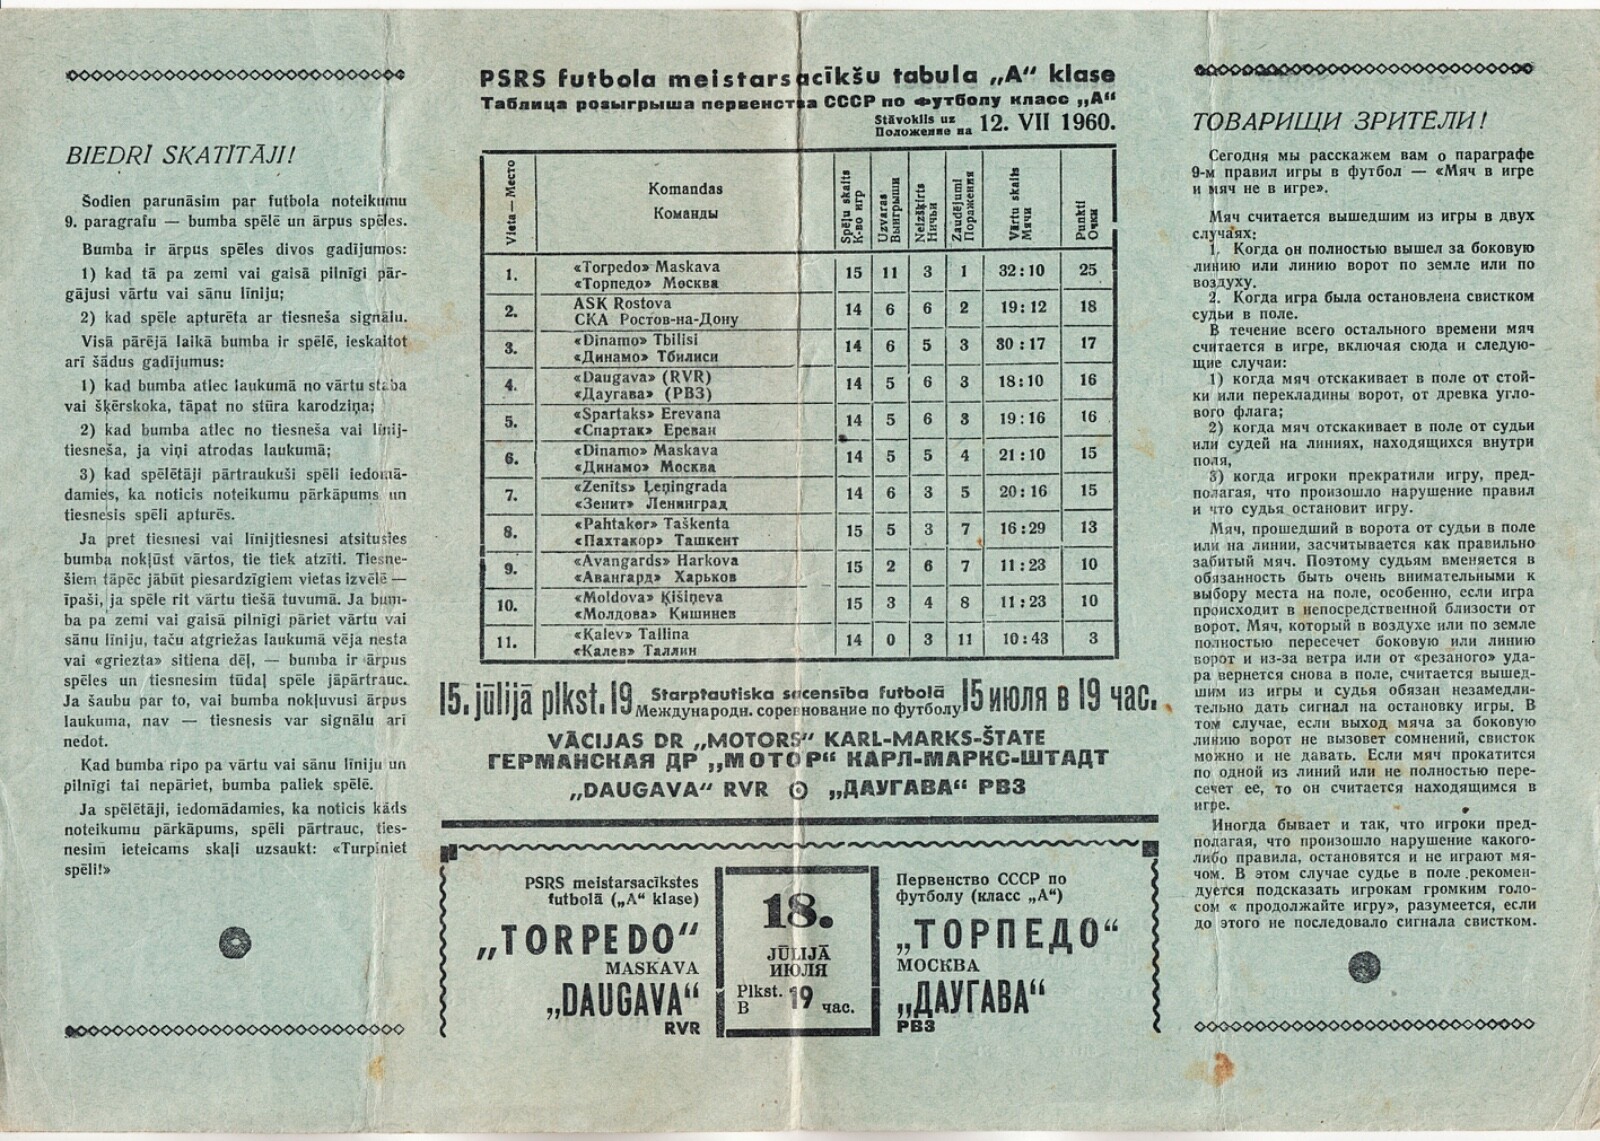 BIEDRĪ SKATĪTĀJI!
Šodien parunāsim par futbola noteikumu
9. paragrafu — bumba spēlē un ārpus spēles.
Bumba ir ārpus spēles divos gadījumos:
1) kad tā pa zemi vai gaisā pilnīgi pār-
gājusi vārtu vai sānu līniju;
2) kad spēle apturēta ar tiesneša signālu.
Visā pārējā laikā bumba ir spēlē, ieskaitot
arī šādus gadījumus:
1) kad bumba atlec laukumā no vārtu staba
vai šķērskoka, tāpat no stūra karodziņa;
2) kad bumba atlec no tiesneša vai līnij-
tiesneša, ja viņi atrodas laukumā;
3) kad spēlētāji pārtraukuši spēli iedomā-
damies, ka noticis noteikumu pārkāpums un
tiesnesis spēli apturēs.
Ja pret tiesnesi vai līnijtiesnesi atsitusies
bumba nokļūst vārtos, tie tiek atzīti. Tiesne-
šiem tāpēc jābūt piesardzīgiem vietas izvēlē —
īpaši, ja spēle rit vārtu tiešā tuvumā. Ja bum-
ba pa zemi vai gaisā pilnīgi pāriet vārtu vai
sānu līniju, taču atgriežas laukumā vēja nesta
vai «griezta» sitiena dēļ, — bumba ir ārpus
spēles un tiesnesim tūdaļ spēle jāpārtrauc.
Ja šaubu par to, vai bumba nokļuvusi ārpus
laukuma, nav — tiesnesis var signālu arī
nedot.
Kad bumba ripo pa vārtu vai sānu līniju un
pilnīgi tai nepāriet, bumba paliek spēlē.
Ja spēlētāji, iedomādamies, ka noticis kāds
noteikumu pārkāpums, spēli pārtrauc, ties-
nesim ieteicams skaļi uzsaukt: «Turpiniet
spēli!»
PSRS futbola meistarsacīkšu tabula „A“ klase
Таблица розыгрыша первенства СССР по футболу класс „А“
Stāvoklis uz
Положение на 12. VII 1960.
Vieta — Место
Komandas
Команды
Spēļu skaits
К-во игр
Uzvaras
Выигрыши
Neizšķirts
Ничьи
Zaudējumi
Поражения
Vārtu skaits
Мячи
Punkti
Очки
1. «Torpedo» Maskava
«Торпедо» Москва 15 11 3 1 32:10 25
2. ASK Rostova
СКА Ростов-на-Дону 14 6 6 2 19:12 18
3. «Dinamo» Tbilisi
«Динамо» Тбилиси 14 6 5 3 30:17 17
4. «Daugava» (RVR)
«Даугава» (РВЗ) 14 5 6 3 18:10 16
5. «Spartaks» Erevana
«Спартак» Ереван 14 5 6 3 19:16 16
6. «Dinamo» Maskava
«Динамо» Москва 14 5 5 4 21:10 15
7. «Zenits» Ļeņingrada
«Зенит» Ленинград 14 6 3 5 20:16 15
8. «Pahtakor» Taškenta
«Пахтакор» Ташкент 15 5 3 7 16:29 13
9. «Avangards» Harkova
«Авангард» Харьков 15 2 6 7 11:23 10
10. «Moldova» Ķišiņeva
«Молдова» Кишинев 15 3 4 8 11:23 10
11. «Kalev» Tallina
«Калев» Таллин 14 0 3 11 10:43 3
15. jūlijā plkst. 19 Starptautiska sacensība futbolā 15 июля в 19 час.
Международн. соревнование по футболу
VĀCIJAS DR „MOTORS“ KARL-MARKS-ŠTATE
ГЕРМАНСКАЯ ДР „МОТОР“ КАРЛ-МАРКС-ШТАДТ
„DAUGAVA“ RVR „ДАУГАВА“ РВЗ
PSRS meistarsacīkstes
futbolā („A“ klase)
„TORPEDO“
MASKAVA
„DAUGAVA“
RVR
18.
JŪLIJĀ
ИЮЛЯ
Plkst. 19
В час.
Первенство СССР по
футболу (класс „А“)
„ТОРПЕДО“
МОСКВА
„ДАУГАВА“
РВЗ
ТОВАРИЩИ ЗРИТЕЛИ!
Сегодня мы расскажем вам о параграфе
9-м правил игры в футбол — «Мяч в игре
и мяч не в игре».
Мяч считается вышедшим из игры в двух
случаях:
1. Когда он полностью вышел за боковую
линию или линию ворот по земле или по
воздуху.
2. Когда игра была остановлена свистком
судьи в поле.
В течение всего остального времени мяч
считается в игре, включая сюда и следую-
щие случаи:
1) когда мяч отскакивает в поле от стой-
ки или перекладины ворот, от древка угло-
вого флага;
2) когда мяч отскакивает в поле от судьи
или судей на линиях, находящихся внутри
поля,
3) когда игроки прекратили игру, пред-
полагая, что произошло нарушение правил
и что судья остановит игру.
Мяч, прошедший в ворота от судьи в поле
или на линии, засчитывается как правильно
забитый мяч. Поэтому судьям вменяется в
обязанность быть очень внимательными к
выбору места на поле, особенно, если игра
происходит в непосредственной близости от
ворот. Мяч, который в воздухе или по земле
полностью пересечет боковую или линию
ворот и из-за ветра или от «резаного» уда-
ра вернется снова в поле, считается вышед-
шим из игры и судья обязан незамедли-
тельно дать сигнал на остановку игры. В
том случае, если выход мяча за боковую
линию ворот не вызовет сомнений, свисток
можно и не давать. Если мяч прокатится
по одной из линий или не полностью пере-
сечет ее, то он считается находящимся в
игре.
Иногда бывает и так, что игроки пред-
полагая, что произошло нарушение какого-
либо правила, остановятся и не играют мя-
чом. В этом случае судье в поле рекомен-
дуется подсказать игрокам громким голо-
сом « продолжайте игру», разумеется, если
до этого не последовало сигнала свистком.